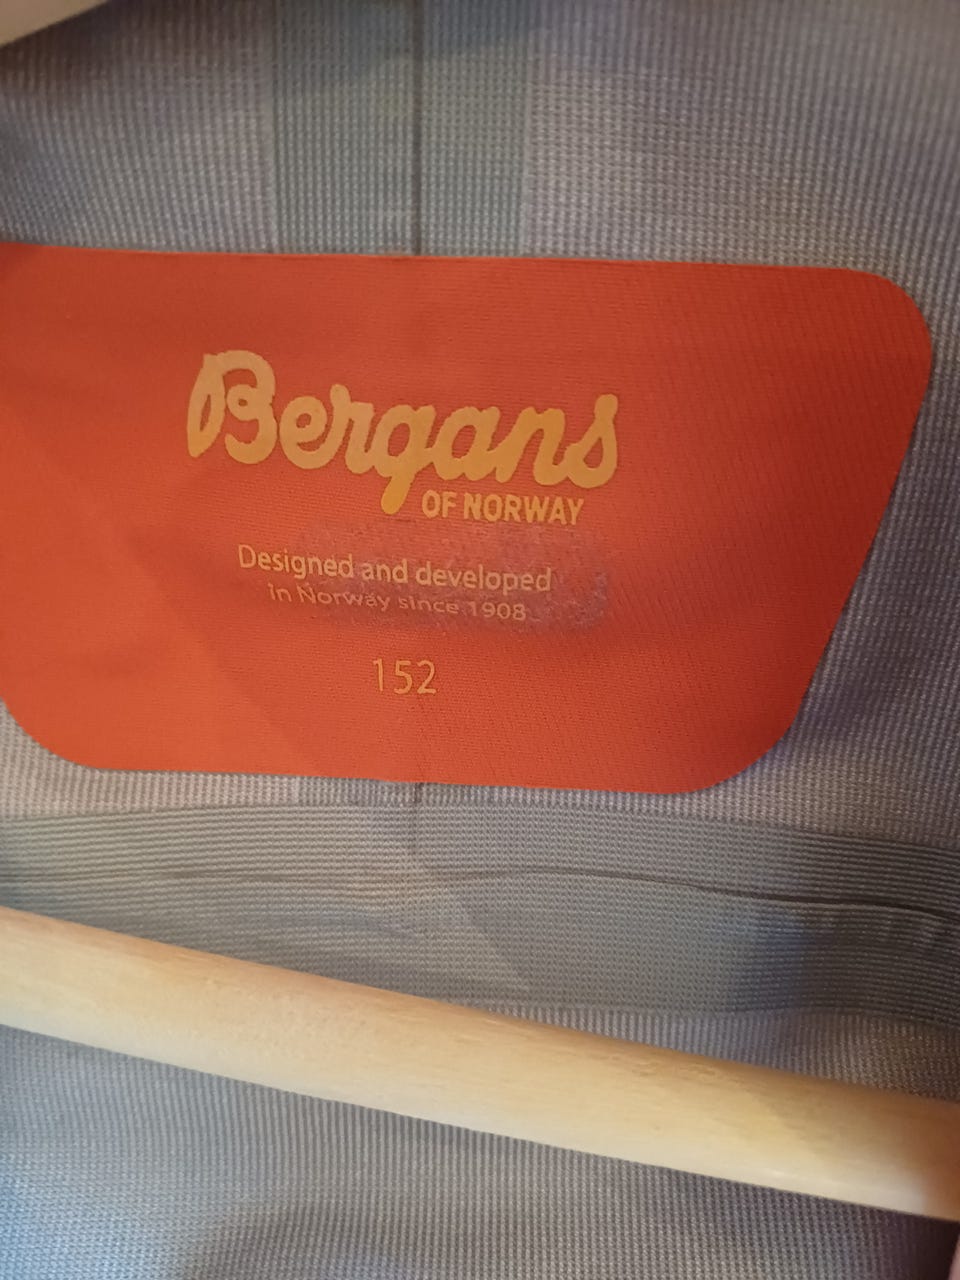 Bergans
OF NORWAY
Designed and developed
in Norway since 1908
152